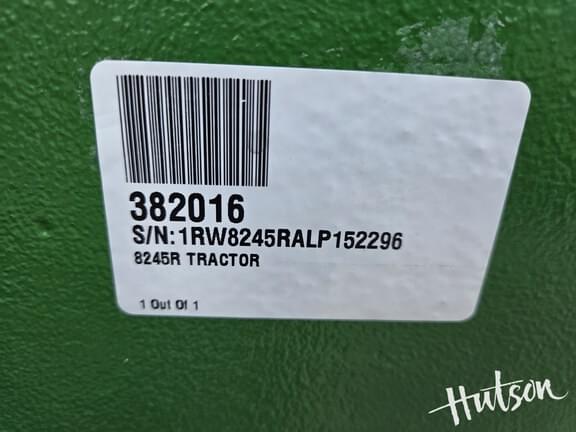 382016
S/N:1RW8245RALP152296
8245R TRACTOR
1 Out Of 1
Hutson